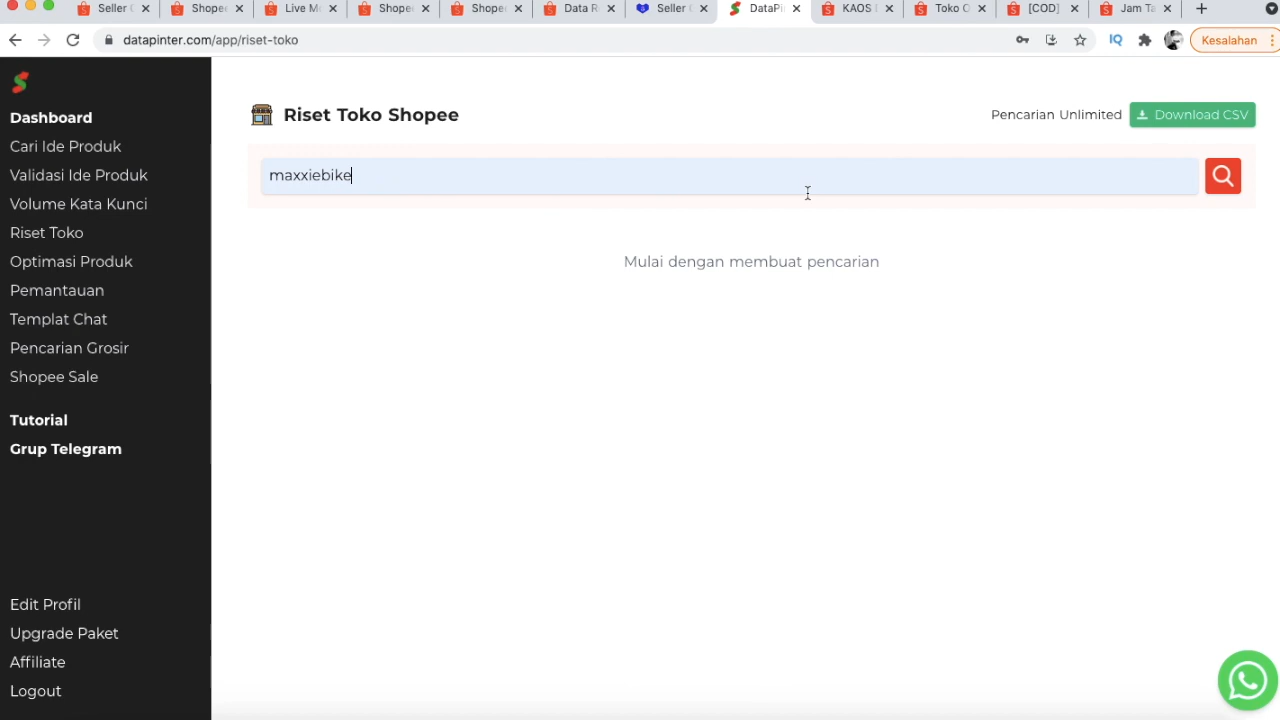 Seller
Shope
Live M
Shope
Shope
Data R
Seller
DataPi
KAOS
Toko O
[COD]
Jam Ta
datapinter.com/app/riset-toko
Kesalahan
Dashboard
Cari Ide Produk
Validasi Ide Produk
Volume Kata Kunci
Riset Toko
Optimasi Produk
Pemantauan
Templat Chat
Pencarian Grosir
Shopee Sale
Tutorial
Grup Telegram
Edit Profil
Upgrade Paket
Affiliate
Logout
Riset Toko Shopee
Pencarian Unlimited
Download CSV
maxxiebike
Mulai dengan membuat pencarian